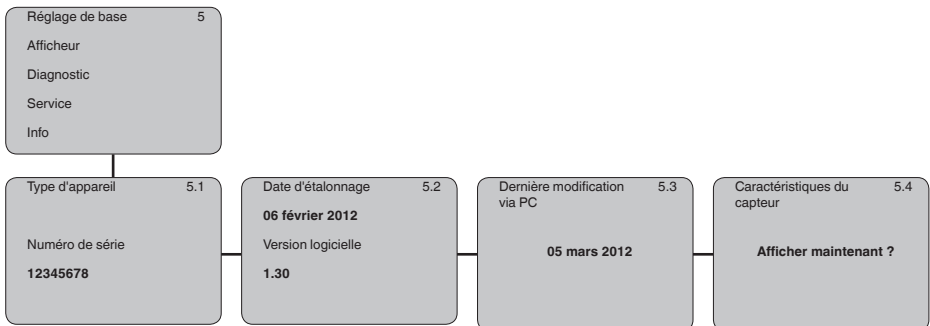 Réglage de base 5
Afficheur
Diagnostic
Service
Info
Type d'appareil 5.1
Numéro de série
12345678
Date d'étalonnage 5.2
06 février 2012
Version logicielle
1.30
Dernière modification 5.3
via PC
05 mars 2012
Caractéristiques du 5.4
capteur
Afficher maintenant ?